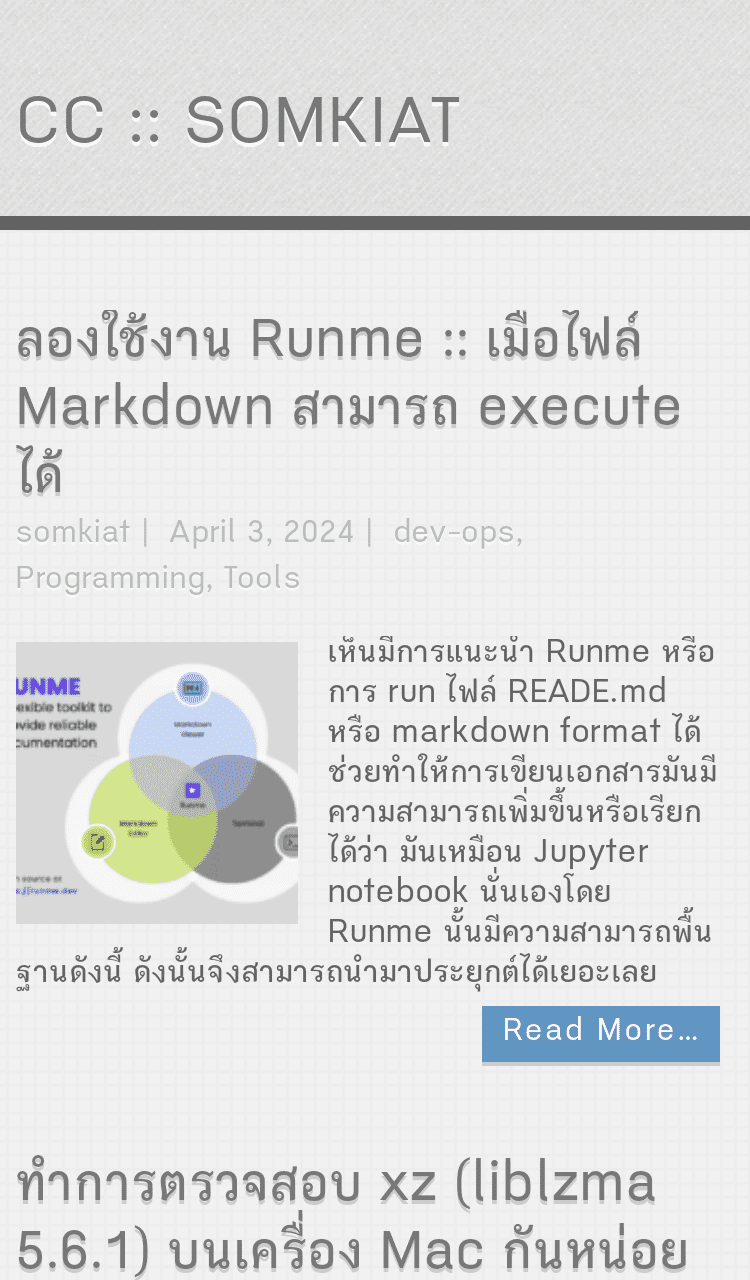 CC :: SOMKIAT
ลองใช้งาน Runme :: เมื่อไฟล์
Markdown สามารถ execute
ได้
somkiat | April 3, 2024 | dev-ops,
Programming, Tools
UNME
exible toolkit to
vide reliable
cumentation
Markdown
Viewer
Runme
Markdown
Editor
Terminal
n source at
s://runme.dev
เห็นมีการแนะนำ Runme หรือ
การ run ไฟล์ READE.md
หรือ markdown format ได้
ช่วยทำให้การเขียนเอกสารมันมี
ความสามารถเพิ่มขึ้นหรือเรียก
ได้ว่า มันเหมือน Jupyter
notebook นั่นเองโดย
Runme นั้นมีความสามารถพื้น
ฐานดังนี้ ดังนั้นจึงสามารถนำมาประยุกต์ได้เยอะเลย
Read More…
ทำการตรวจสอบ xz (liblzma
5.6.1) บนเครื่อง Mac กันหน่อย